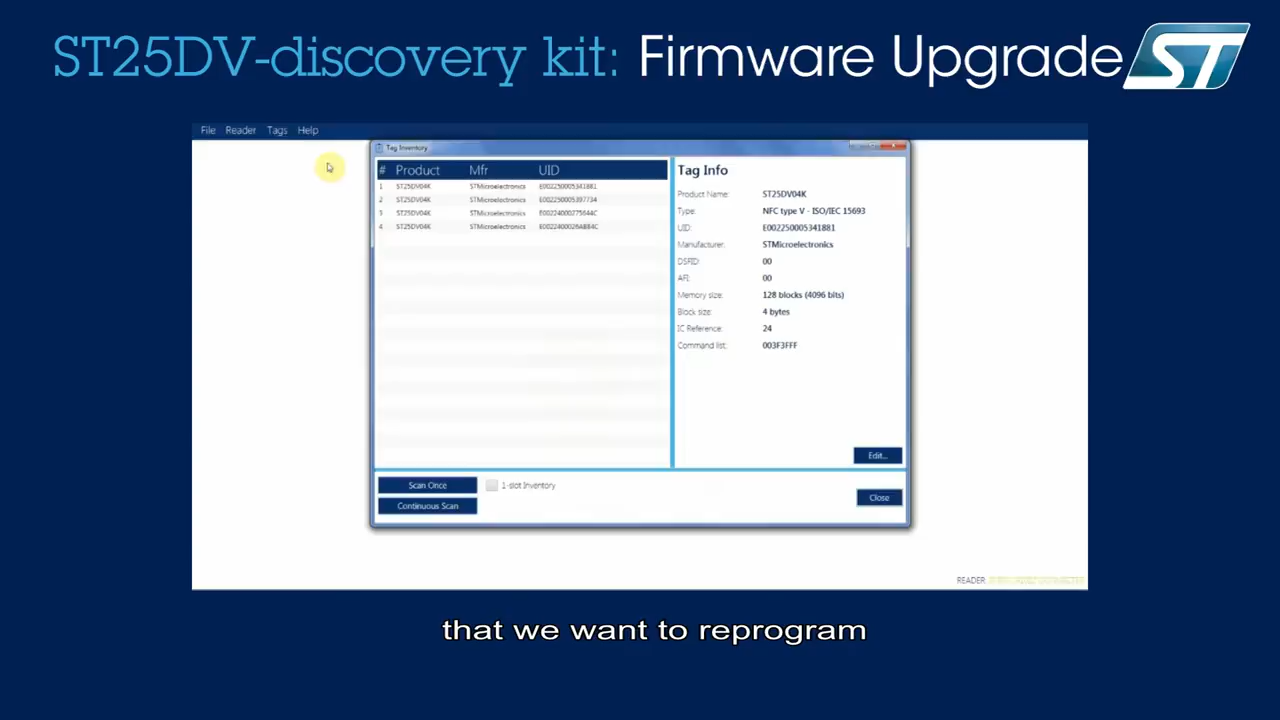 ST25DV-discovery kit: Firmware Upgrade
ST
File Reader Tags Help
Tag Inventory
# Product Mfr UID
1 ST25DV04K STMicroelectronics E002250005341881
2 ST25DV04K STMicroelectronics E002250005397734
3 ST25DV04K STMicroelectronics E00224000775644C
4 ST25DV04K STMicroelectronics
Tag Info
Product Name: ST25DV04K
Type: NFC type V - ISO/IEC 15693
UID: E002250005341881
Manufacturer: STMicroelectronics
DSFID: 00
AFI: 00
Memory size: 128 blocks (4096 bits)
Block size: 4 bytes
IC Reference: 24
Command list: 003F3FFF
Edit...
Scan Once
1-slot Inventory
Continuous Scan
Close
READER
that we want to reprogram